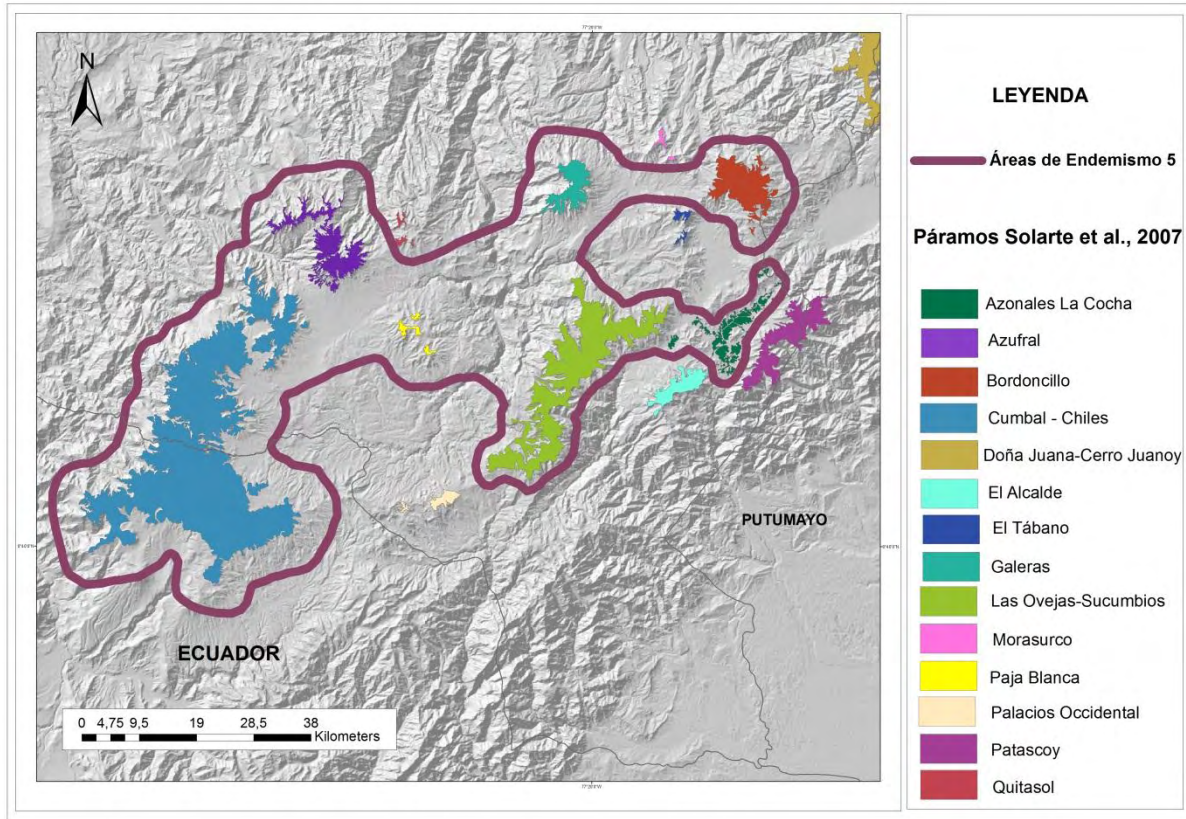 N
ECUADOR
PUTUMAYO
0 4,75 9,5 19 28,5 38
Kilometers
LEYENDA
Áreas de Endemismo 5
Páramos Solarte et al., 2007
Azonales La Cocha
Azufral
Bordoncillo
Cumbal - Chiles
Doña Juana-Cerro Juanoy
El Alcalde
El Tábano
Galeras
Las Ovejas-Sucumbios
Morasurco
Paja Blanca
Palacios Occidental
Patascoy
Quitasol